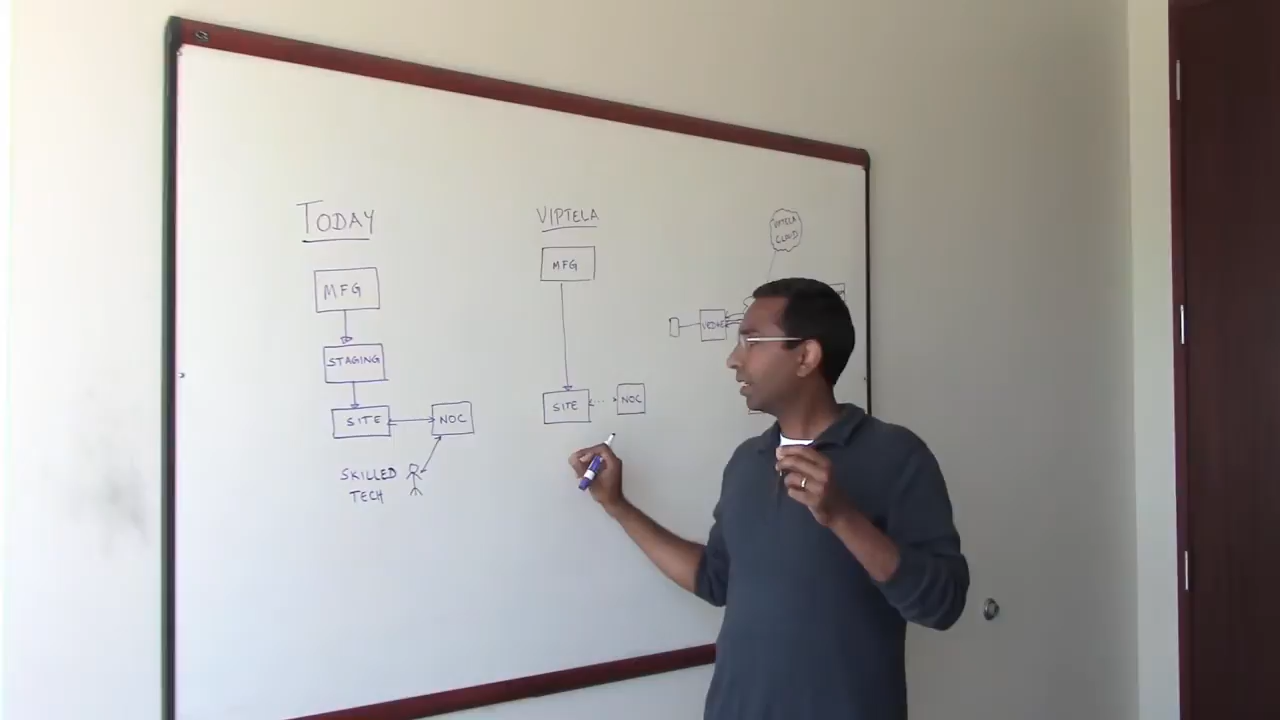 TODAY
MFG
STAGING
SITE
NOC
SKILLED
TECH
VIPTELA
MFG
SITE
NOC
VIPTELA
CLOUD